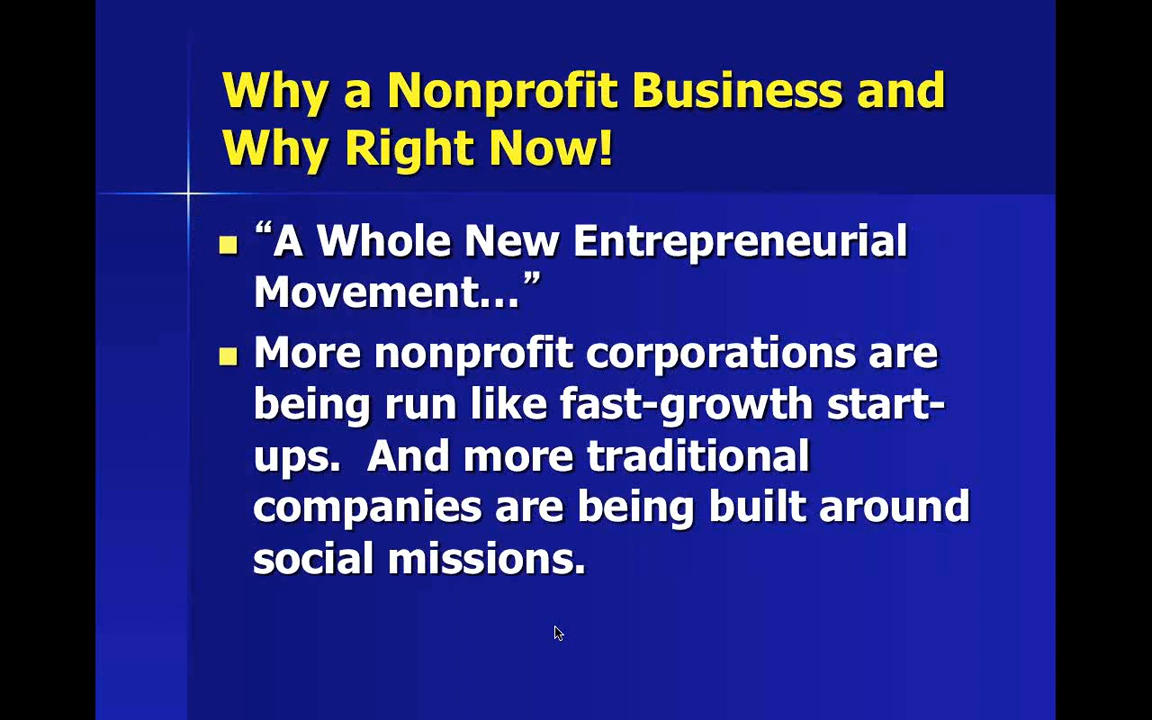 Why a Nonprofit Business and
Why Right Now!
“A Whole New Entrepreneurial
Movement…”
More nonprofit corporations are
being run like fast-growth start-
ups.  And more traditional
companies are being built around
social missions.